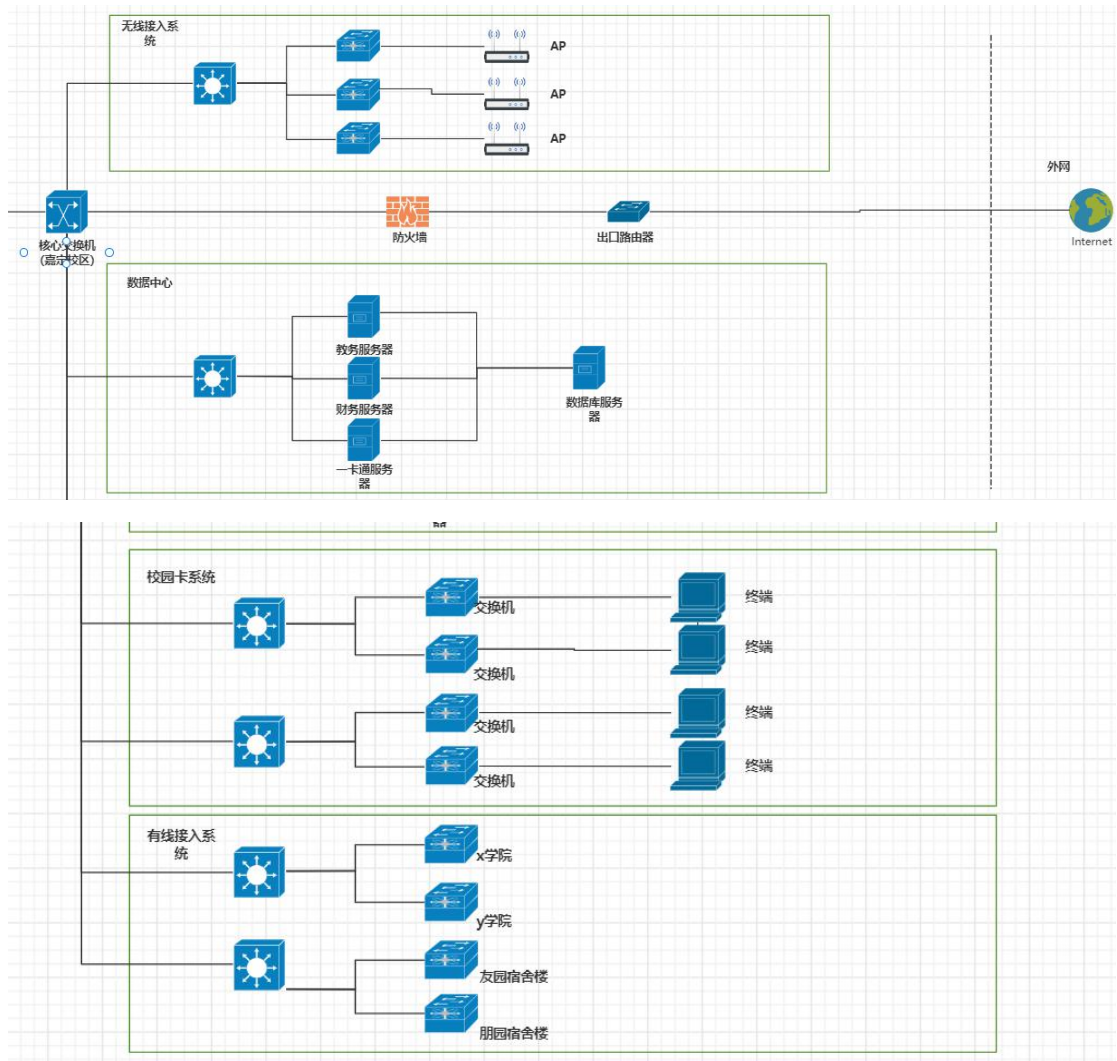 无线接入系
统
AP
AP
AP
外网
核心交换机
(嘉定校区)
防火墙
出口路由器
Internet
数据中心
教务服务器
财务服务器
数据库服务
器
一卡通服务
器
器
校园卡系统
交换机
终端
交换机
终端
交换机
终端
交换机
终端
有线接入系
统
x学院
y学院
友园宿舍楼
朋园宿舍楼